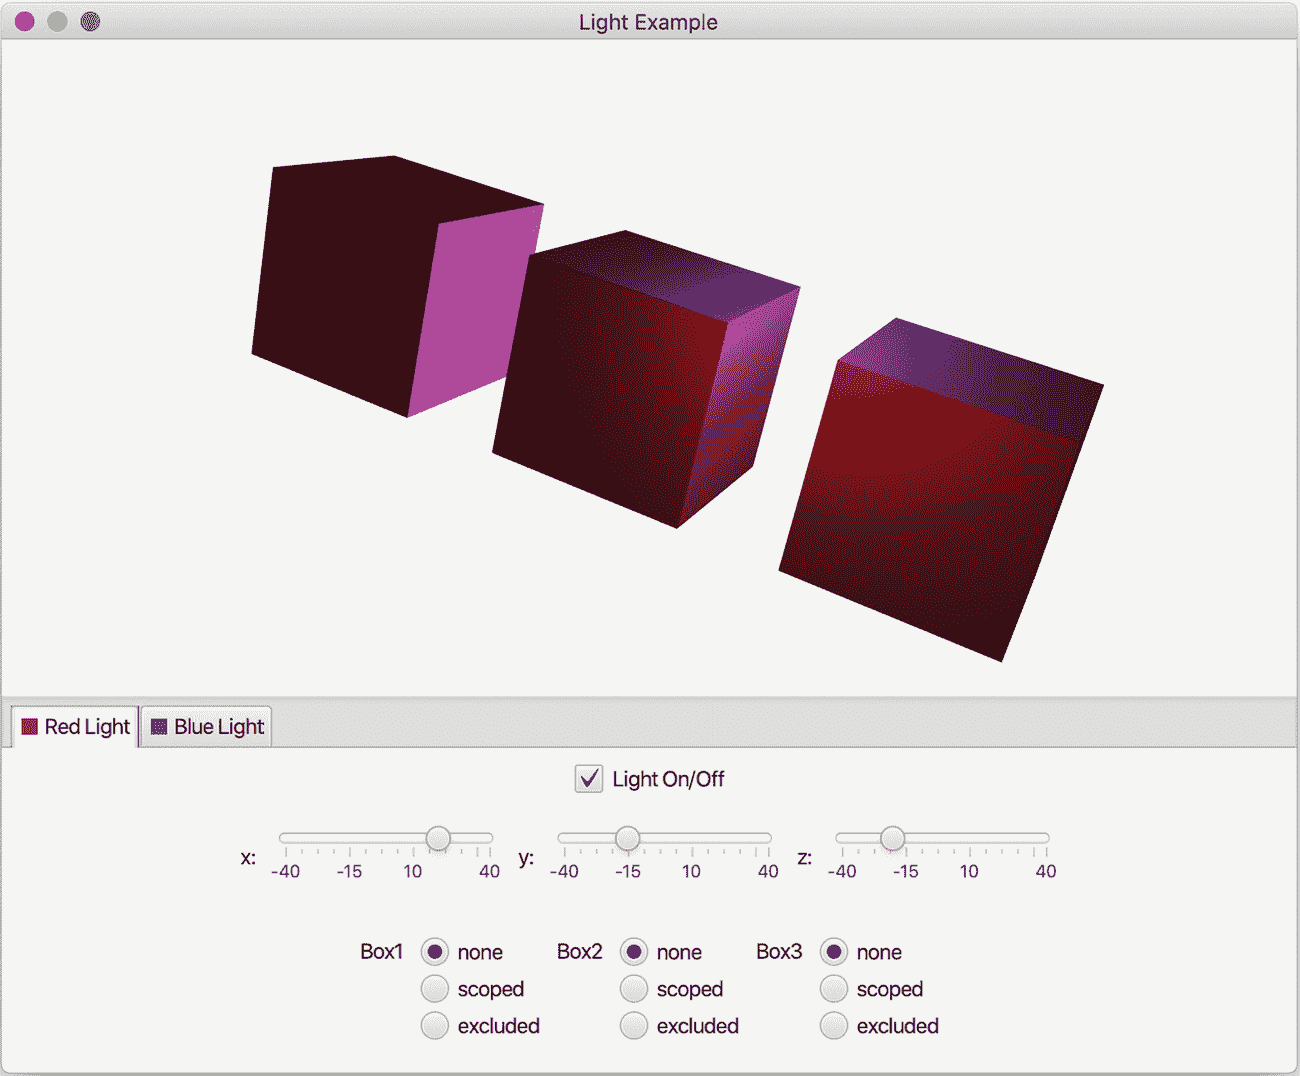 Light Example
Red Light Blue Light
Light On/Off
x: -40 -15 10 40 y: -40 -15 10 40 z: -40 -15 10 40
Box1 none Box2 none Box3 none
scoped scoped scoped
excluded excluded excluded